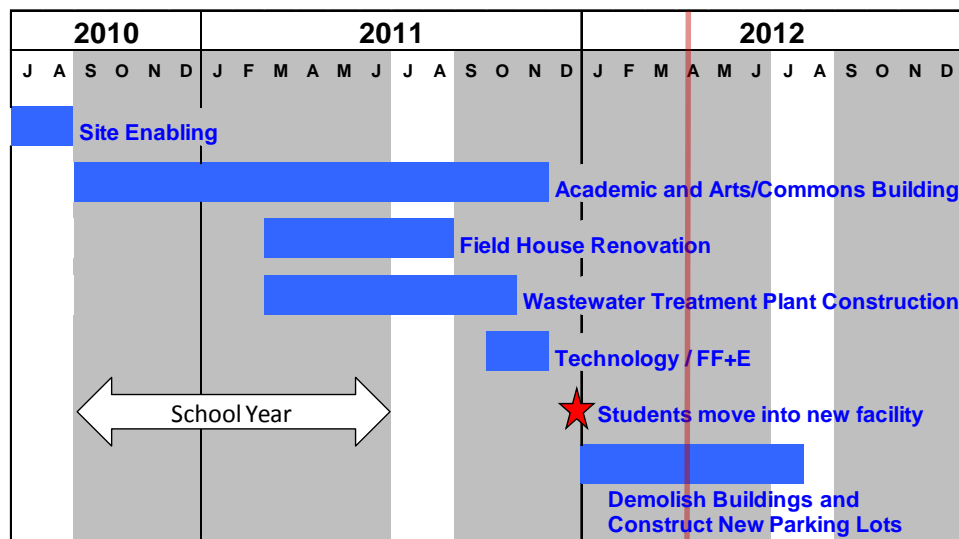 2010 2011 2012
J A S O N D J F M A M J J A S O N D J F M A M J J A S O N D
Site Enabling
Academic and Arts/Commons Building
Field House Renovation
Wastewater Treatment Plant Construction
Technology / FF+E
School Year
Students move into new facility
Demolish Buildings and
Construct New Parking Lots